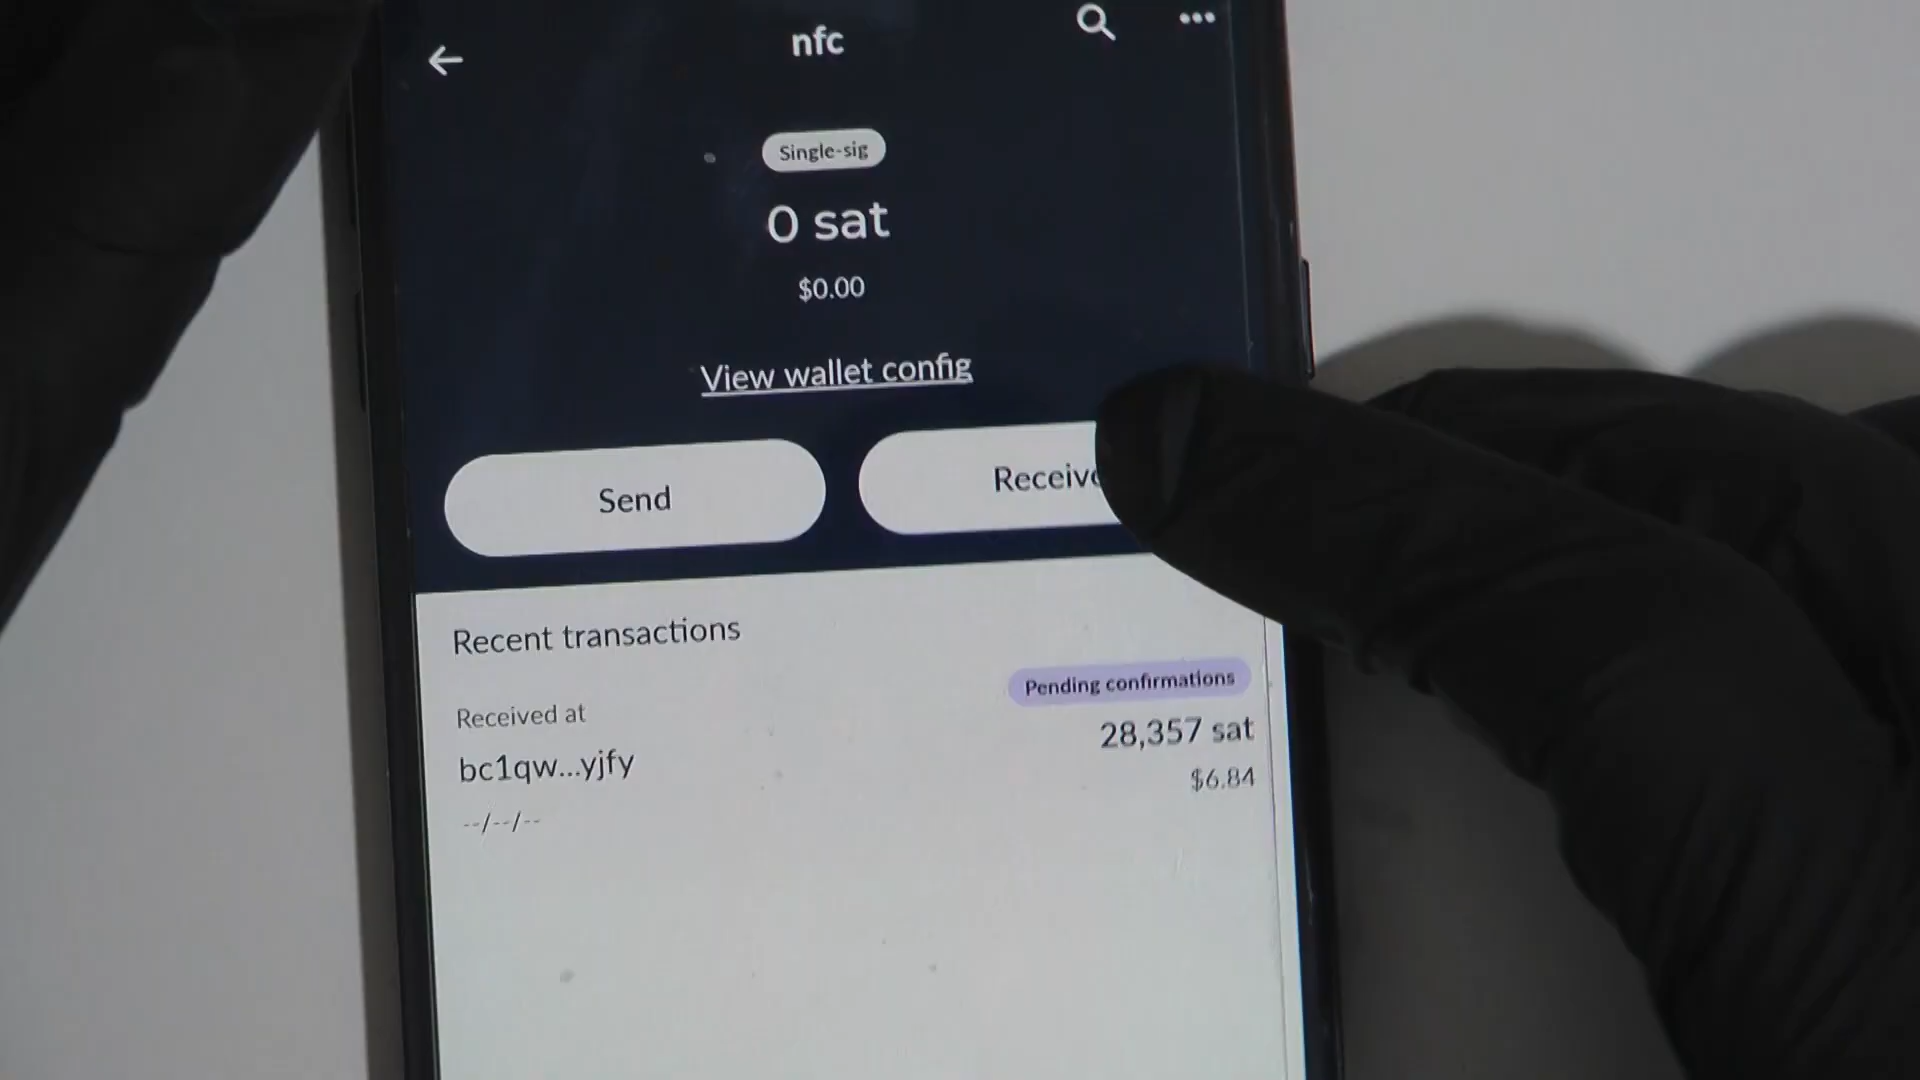 nfc
Single-sig
0 sat
$0.00
View wallet config
Send
Receive
Recent transactions
Pending confirmations
Received at
28,357 sat
bc1qw...yjfy
$6.84
--/--/--